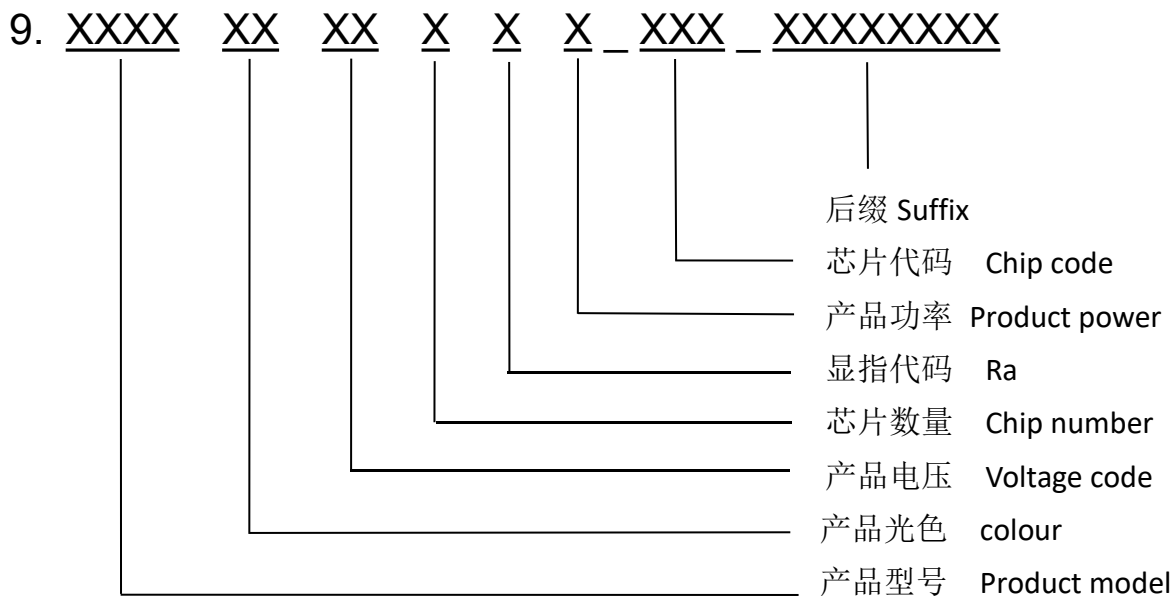 9. XXXX XX XX X X X _ XXX _ XXXXXXXX
后缀 Suffix
芯片代码 Chip code
产品功率 Product power
显指代码 Ra
芯片数量 Chip number
产品电压 Voltage code
产品光色 colour
产品型号 Product model